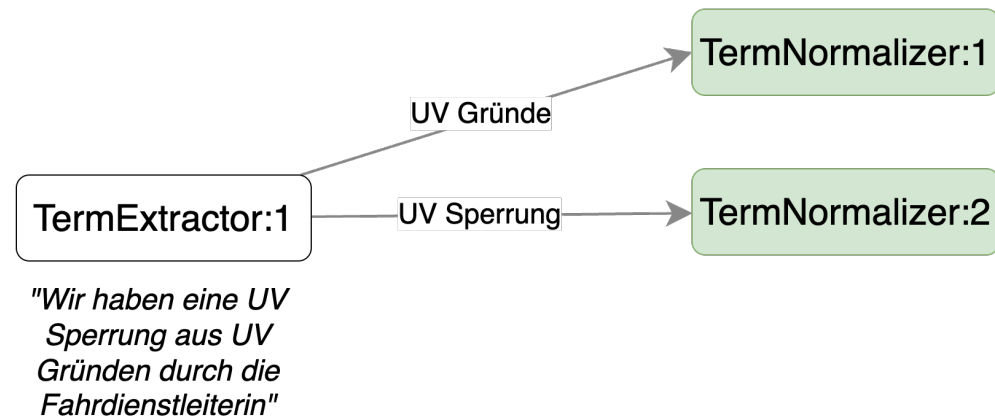 TermNormalizer:1
UV Gründe
TermExtractor:1
UV Sperrung
TermNormalizer:2
"Wir haben eine UV
Sperrung aus UV
Gründen durch die
Fahrdienstleiterin"